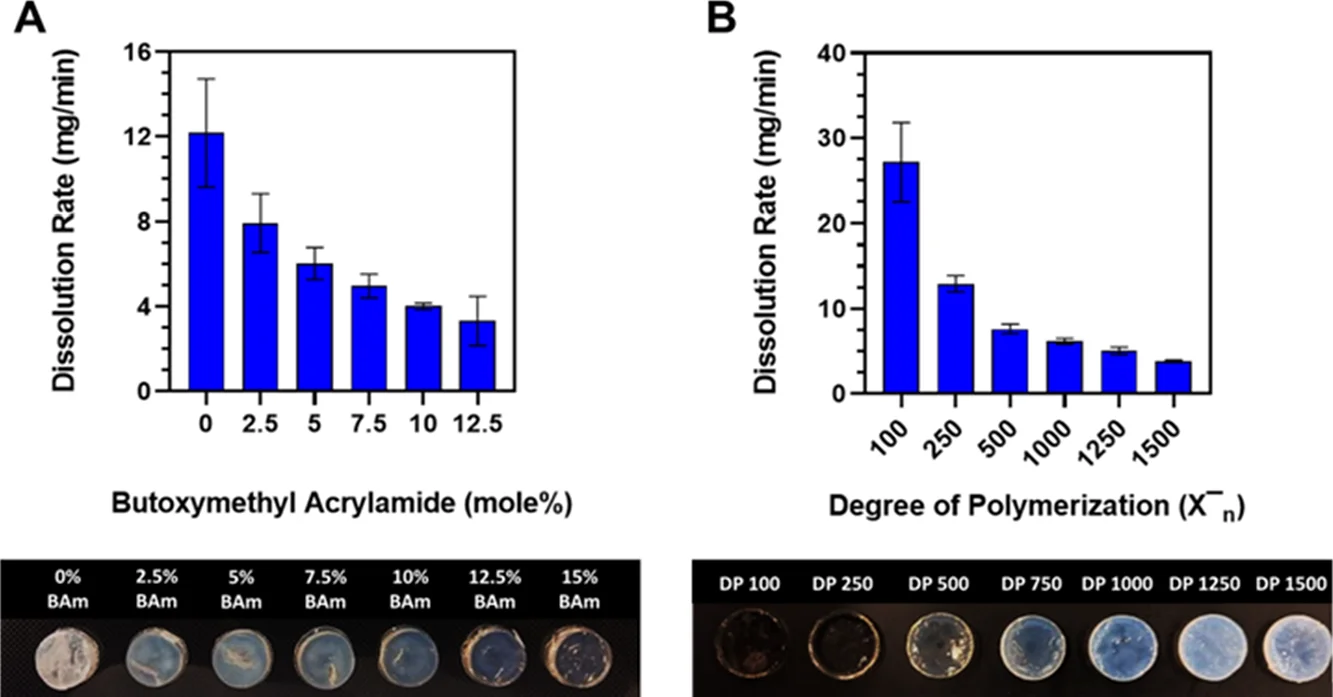 A
Dissolution Rate (mg/min)
16
12
8
4
0
0 2.5 5 7.5 10 12.5
Butoxymethyl Acrylamide (mole%)
0% 2.5% 5% 7.5% 10% 12.5% 15%
BAm BAm BAm BAm BAm BAm BAm
B
Dissolution Rate (mg/min)
40
30
20
10
0
100 250 500 1000 1250 1500
Degree of Polymerization (X̅n)
DP 100 DP 250 DP 500 DP 750 DP 1000 DP 1250 DP 1500